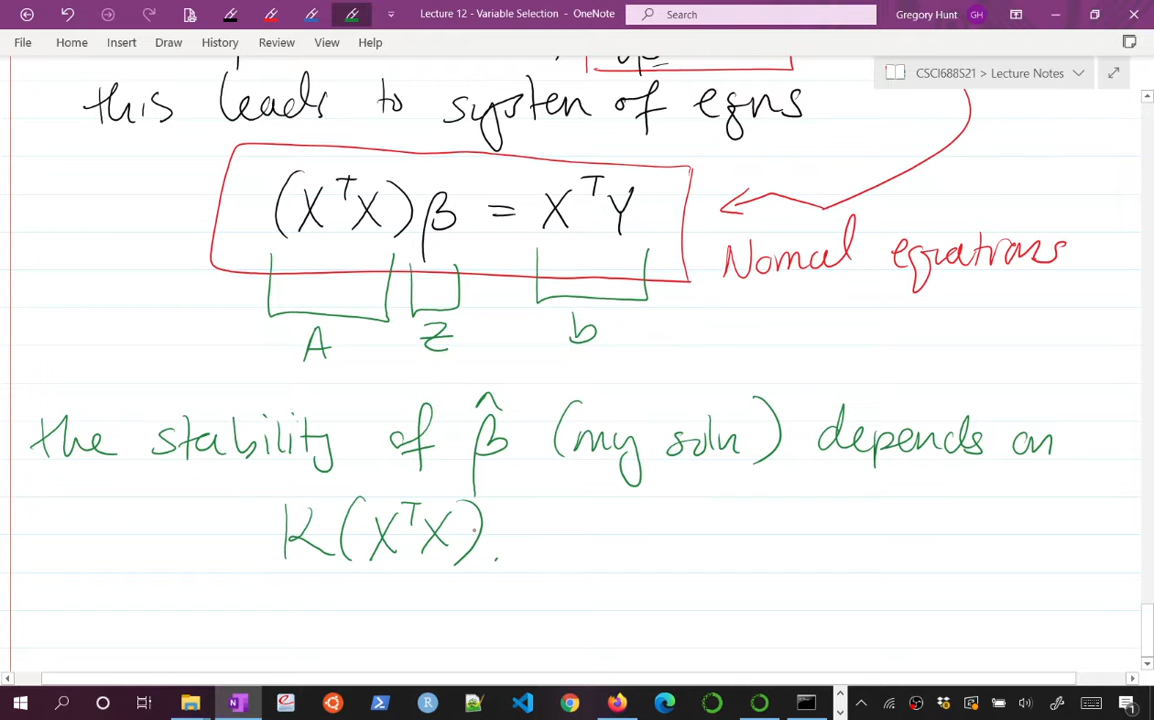 Lecture 12 - Variable Selection - OneNote
Search
Gregory Hunt
GH
File Home Insert Draw History Review View Help
CSCI688S21 > Lecture Notes
this leads to system of eqns
(XᵀX)β = XᵀY
Normal equations
A z b
the stability of β̂ (my soln) depends on
K(XᵀX).